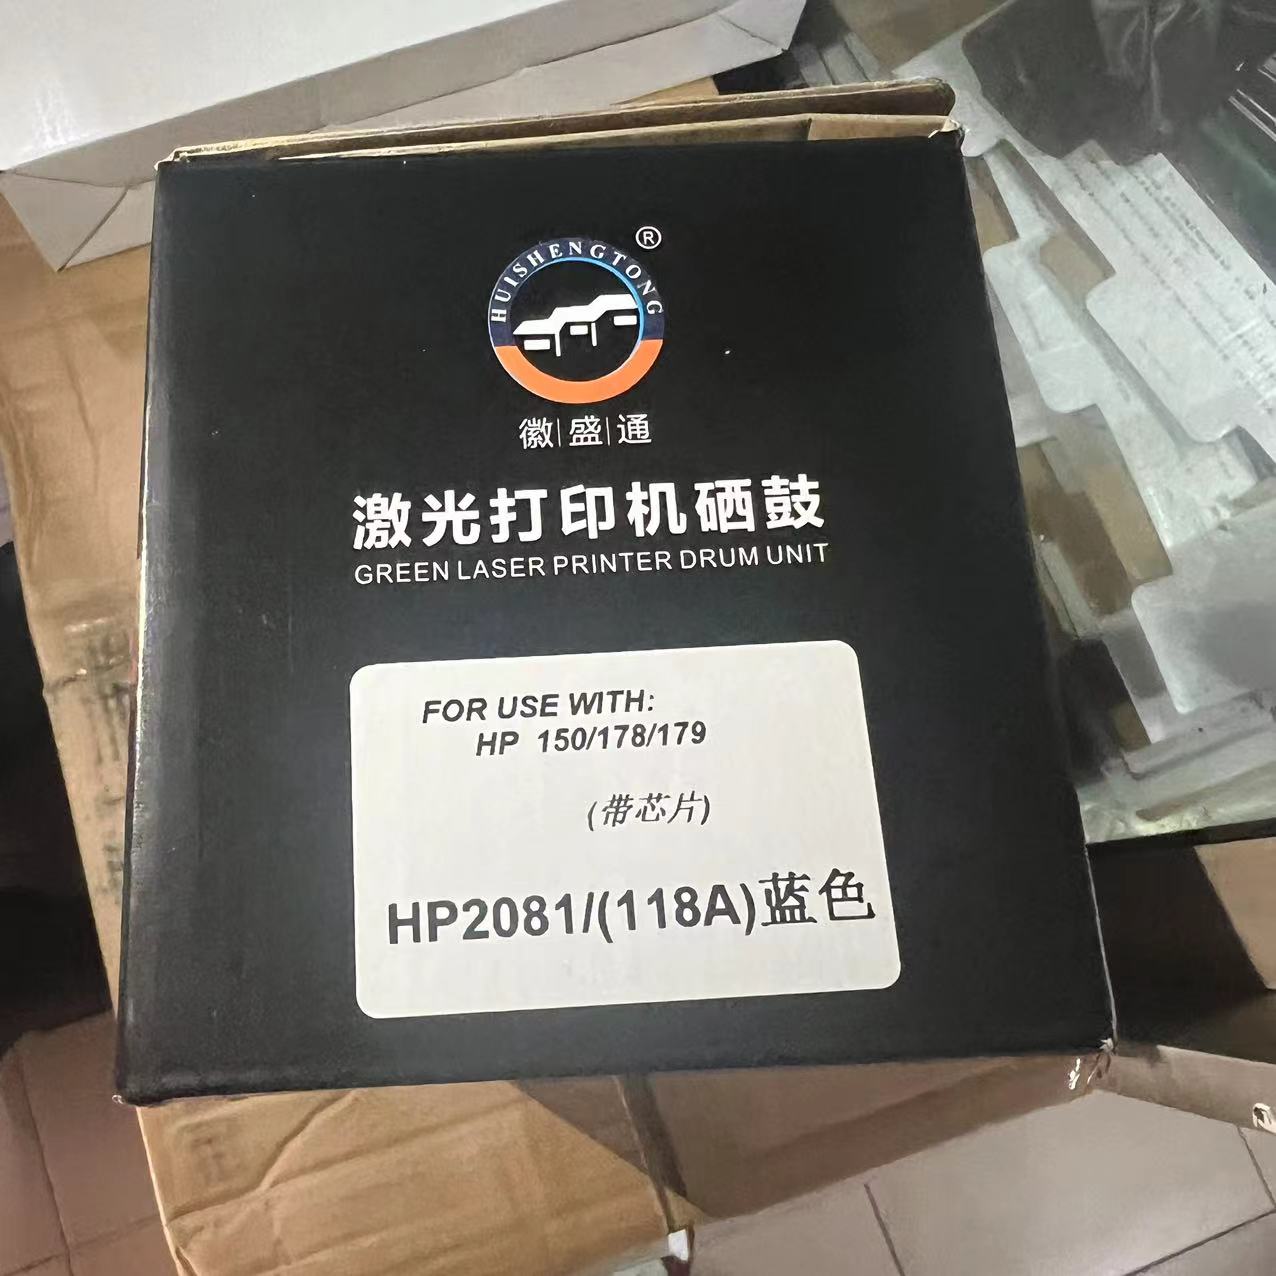 ®
HUISHENGTONG
徽|盛|通
激光打印机硒鼓
GREEN LASER PRINTER DRUM UNIT
FOR USE WITH:
HP 150/178/179
(带芯片)
HP2081/(118A)蓝色